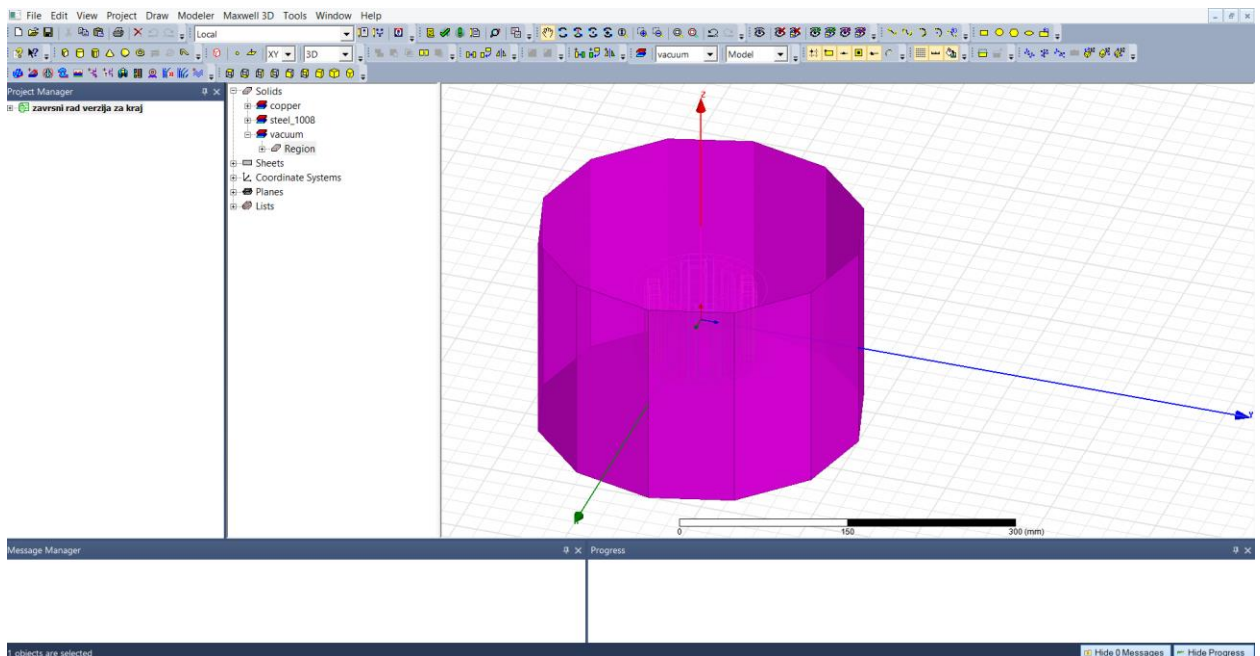 File Edit View Project Draw Modeler Maxwell 3D Tools Window Help
Local
XY 3D vacuum Model
Project Manager
zavrsni rad verzija za kraj
Solids
copper
steel_1008
vacuum
Region
Sheets
Coordinate Systems
Planes
Lists
Z
Y
0 150 300 (mm)
Message Manager
Progress
1 objects are selected
Hide 0 Messages Hide Progress